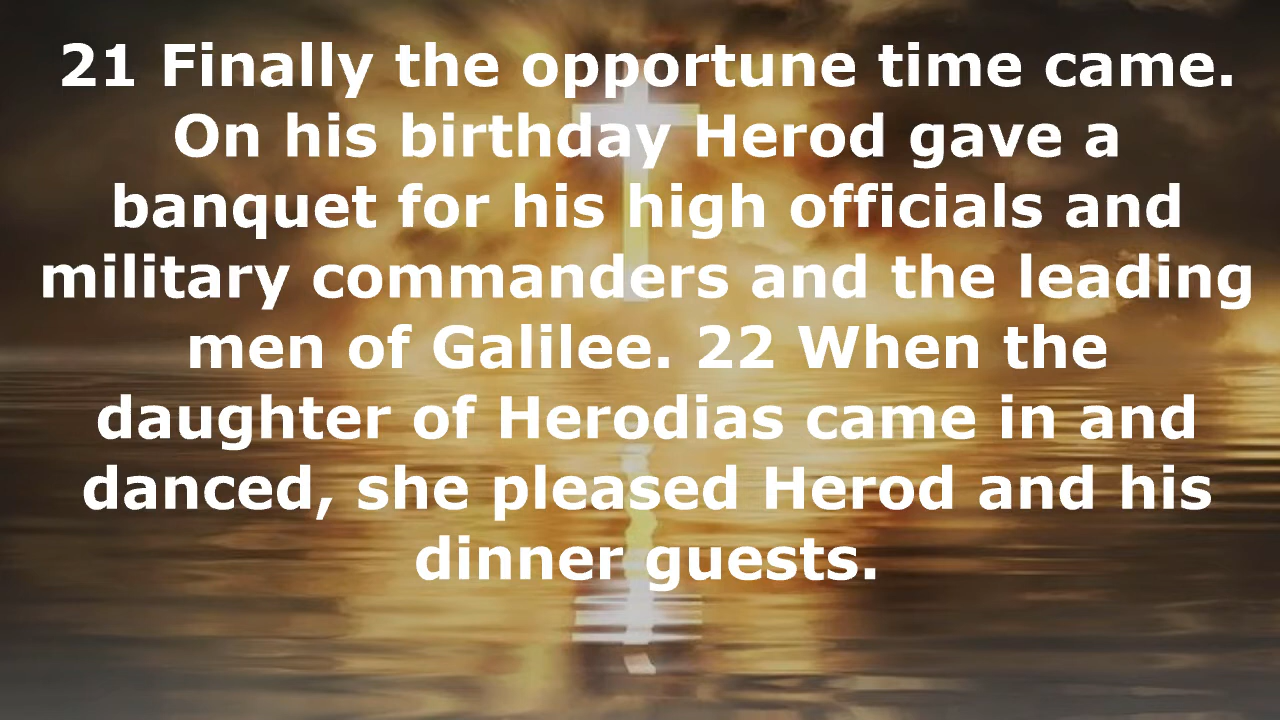 21 Finally the opportune time came.
On his birthday Herod gave a
banquet for his high officials and
military commanders and the leading
men of Galilee. 22 When the
daughter of Herodias came in and
danced, she pleased Herod and his
dinner guests.